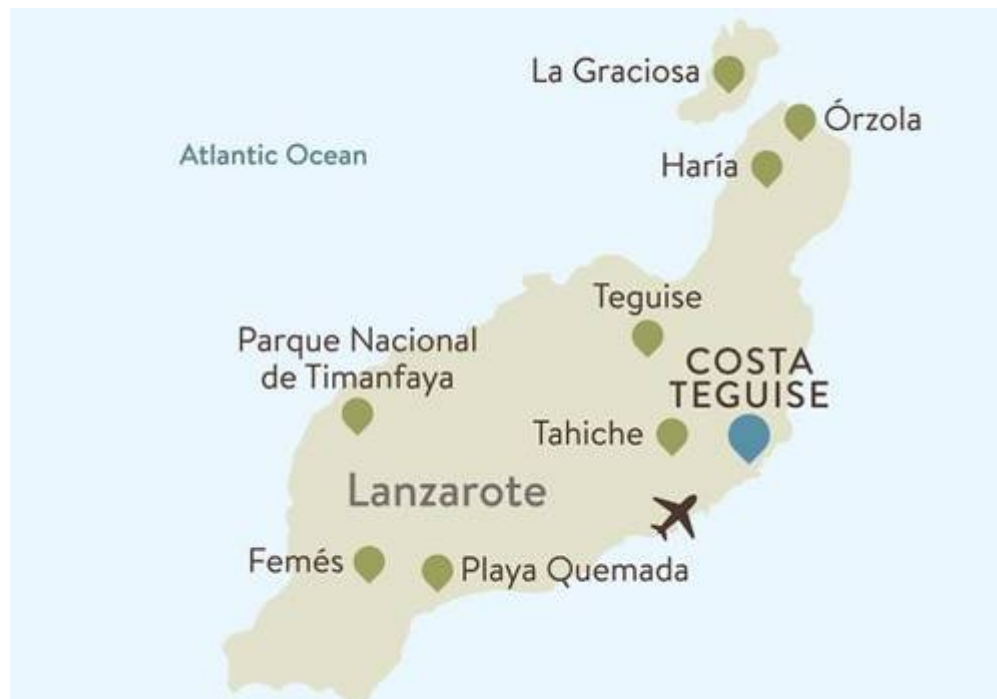 La Graciosa
Órzola
Atlantic Ocean
Haría
Teguise
Parque Nacional
de Timanfaya
COSTA
TEGUISE
Tahiche
Lanzarote
Femés
Playa Quemada